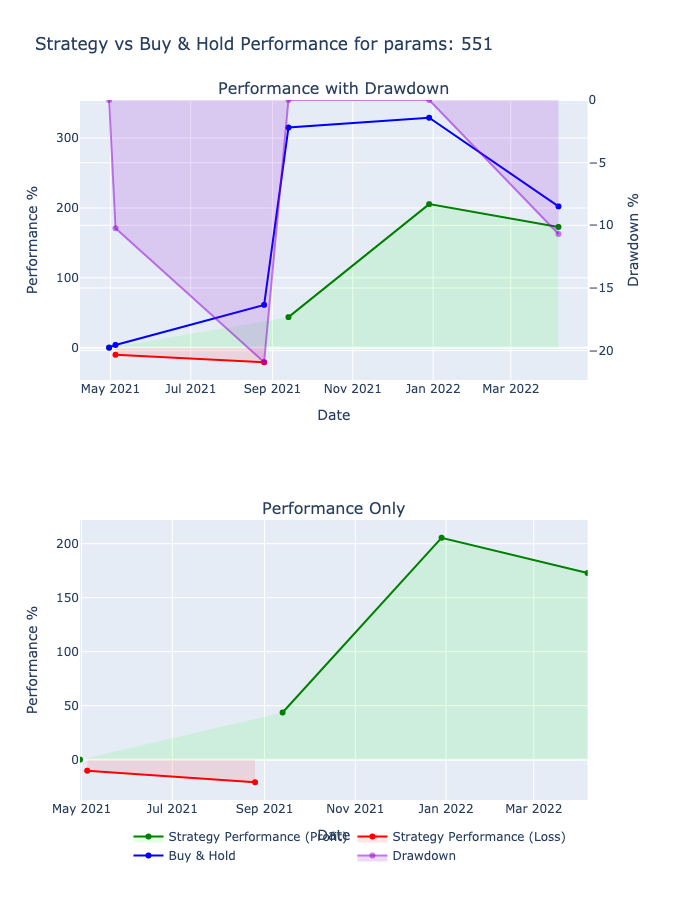 Strategy vs Buy & Hold Performance for params: 551
Performance with Drawdown
300
200
100
0
Performance %
0
−5
−10
−15
−20
Drawdown %
May 2021 Jul 2021 Sep 2021 Nov 2021 Jan 2022 Mar 2022
Date
Performance Only
200
150
100
50
0
Performance %
May 2021 Jul 2021 Sep 2021 Nov 2021 Jan 2022 Mar 2022
Date
Strategy Performance (Profit) Strategy Performance (Loss)
Buy & Hold Drawdown